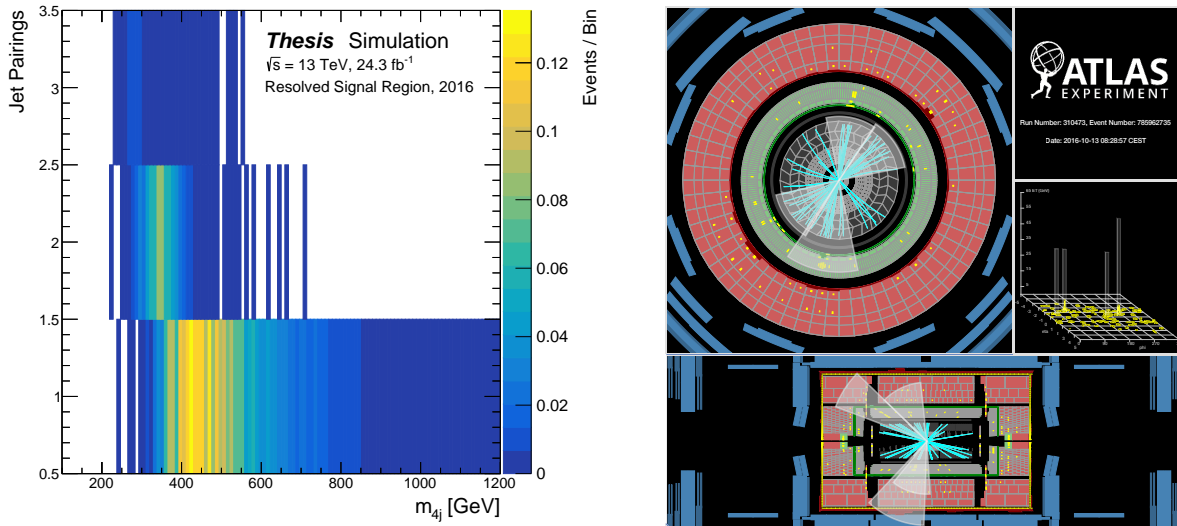 3.5
3
2.5
2
1.5
1
0.5
Jet Pairings
Thesis Simulation
√s = 13 TeV, 24.3 fb⁻¹
Resolved Signal Region, 2016
200
400
600
800
1000
1200
m4j [GeV]
0
0.02
0.04
0.06
0.08
0.1
0.12
Events / Bin
ATLAS
EXPERIMENT
Run Number: 310473, Event Number: 785962735
Date: 2016-10-13 08:28:57 CEST